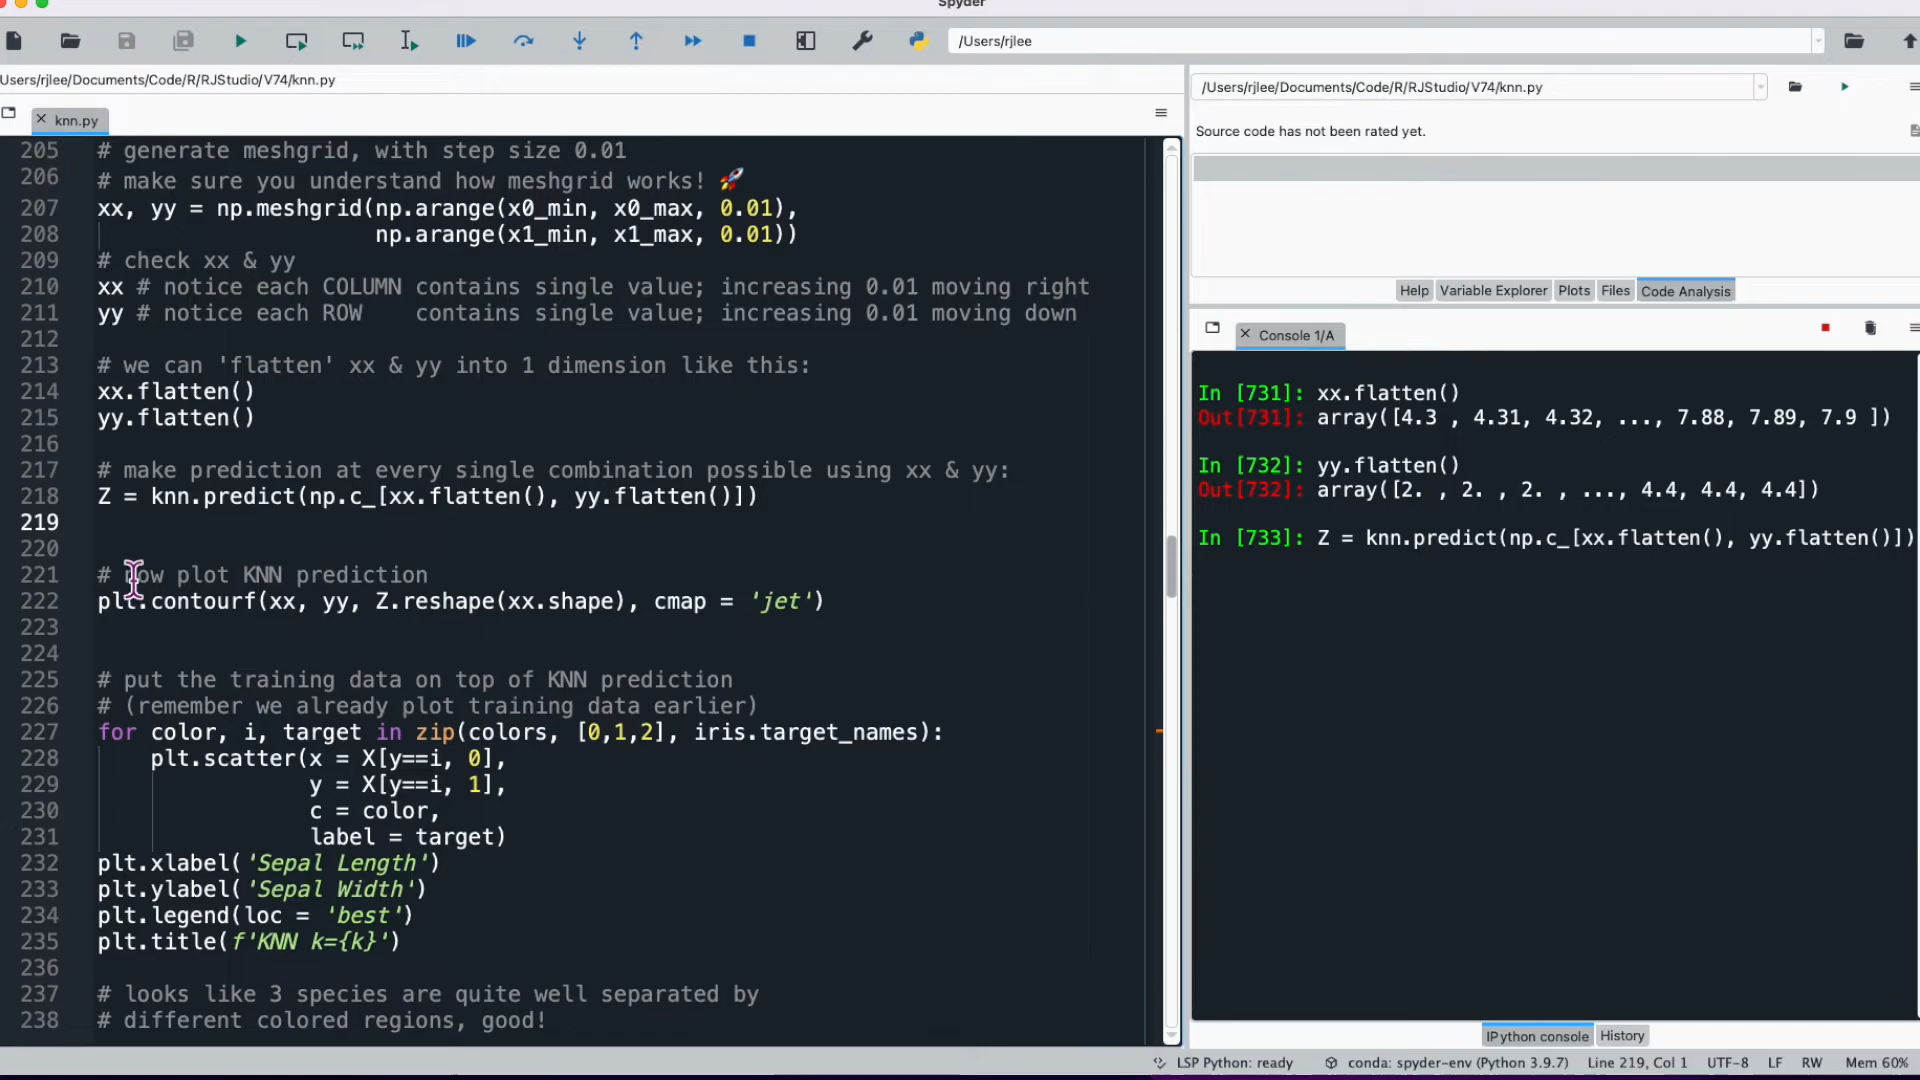 Spyder
/Users/rjlee
Users/rjlee/Documents/Code/R/RJStudio/V74/knn.py
knn.py
205 # generate meshgrid, with step size 0.01
206 # make sure you understand how meshgrid works! 🚀
207 xx, yy = np.meshgrid(np.arange(x0_min, x0_max, 0.01),
208 np.arange(x1_min, x1_max, 0.01))
209 # check xx & yy
210 xx # notice each COLUMN contains single value; increasing 0.01 moving right
211 yy # notice each ROW    contains single value; increasing 0.01 moving down
212
213 # we can 'flatten' xx & yy into 1 dimension like this:
214 xx.flatten()
215 yy.flatten()
216
217 # make prediction at every single combination possible using xx & yy:
218 Z = knn.predict(np.c_[xx.flatten(), yy.flatten()])
219
220
221 # now plot KNN prediction
222 plt.contourf(xx, yy, Z.reshape(xx.shape), cmap = 'jet')
223
224
225 # put the training data on top of KNN prediction
226 # (remember we already plot training data earlier)
227 for color, i, target in zip(colors, [0,1,2], iris.target_names):
228 plt.scatter(x = X[y==i, 0],
229 y = X[y==i, 1],
230 c = color,
231 label = target)
232 plt.xlabel('Sepal Length')
233 plt.ylabel('Sepal Width')
234 plt.legend(loc = 'best')
235 plt.title(f'KNN k={k}')
236
237 # looks like 3 species are quite well separated by
238 # different colored regions, good!
/Users/rjlee/Documents/Code/R/RJStudio/V74/knn.py
Source code has not been rated yet.
Help Variable Explorer Plots Files Code Analysis
Console 1/A
In [731]: xx.flatten()
Out[731]: array([4.3 , 4.31, 4.32, ..., 7.88, 7.89, 7.9 ])
In [732]: yy.flatten()
Out[732]: array([2. , 2. , 2. , ..., 4.4, 4.4, 4.4])
In [733]: Z = knn.predict(np.c_[xx.flatten(), yy.flatten()])
IPython console History
LSP Python: ready conda: spyder-env (Python 3.9.7) Line 219, Col 1 UTF-8 LF RW Mem 60%